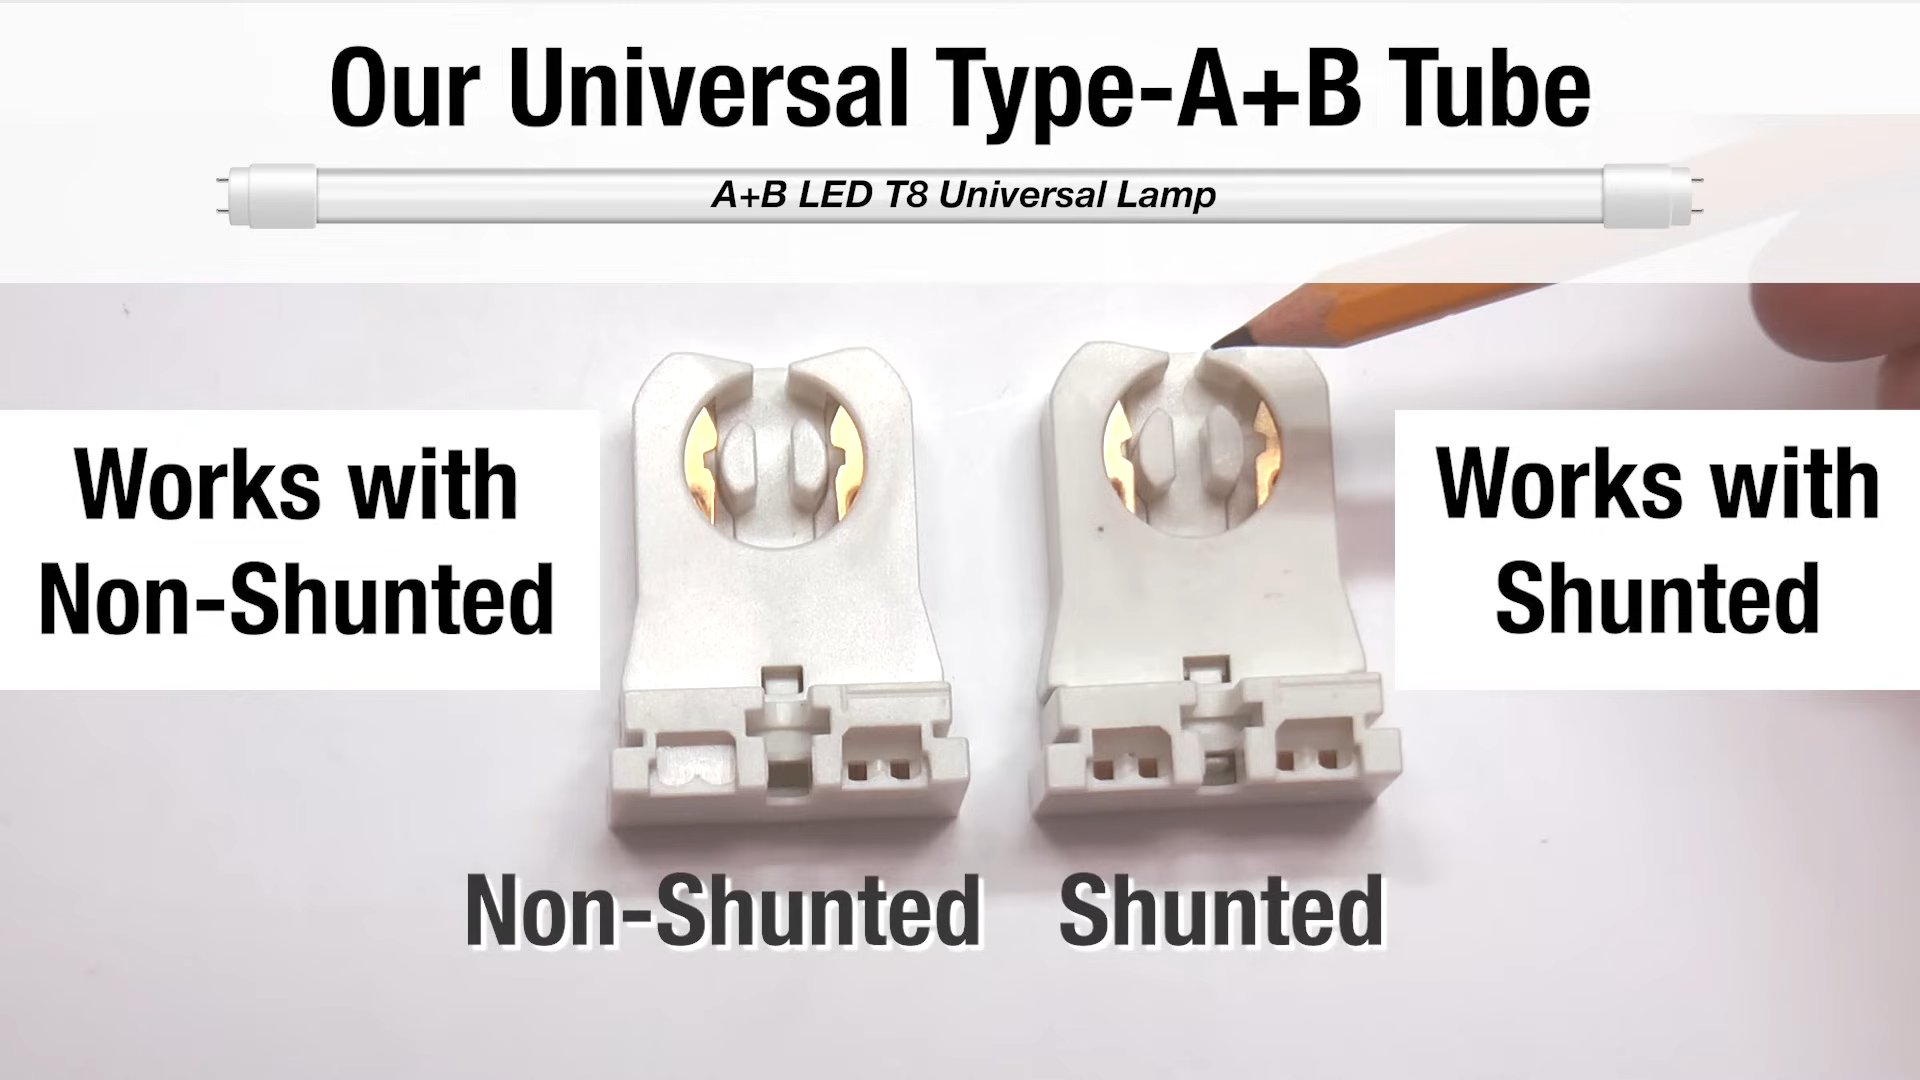 Our Universal Type-A+B Tube
A+B LED T8 Universal Lamp
Works with
Non-Shunted
Works with
Shunted
Non-Shunted
Shunted